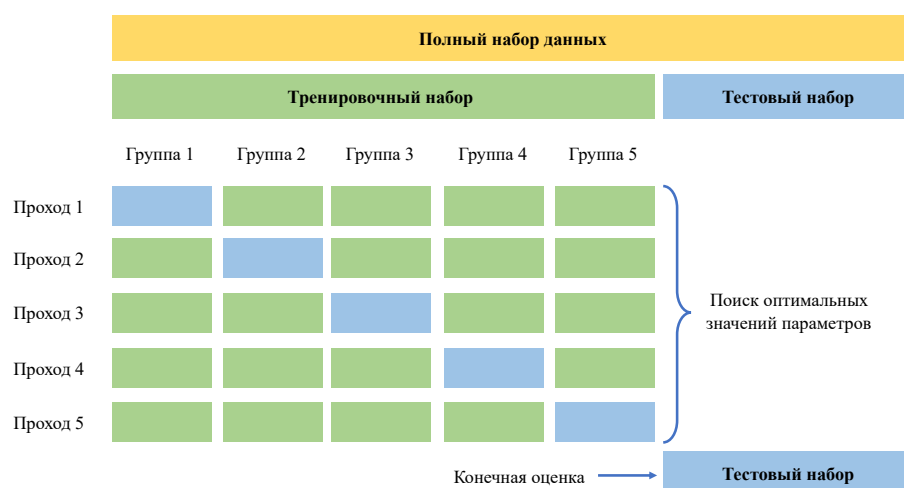 Полный набор данных
Тренировочный набор
Тестовый набор
Группа 1
Группа 2
Группа 3
Группа 4
Группа 5
Проход 1
Проход 2
Проход 3
Проход 4
Проход 5
Поиск оптимальных
значений параметров
Конечная оценка
Тестовый набор